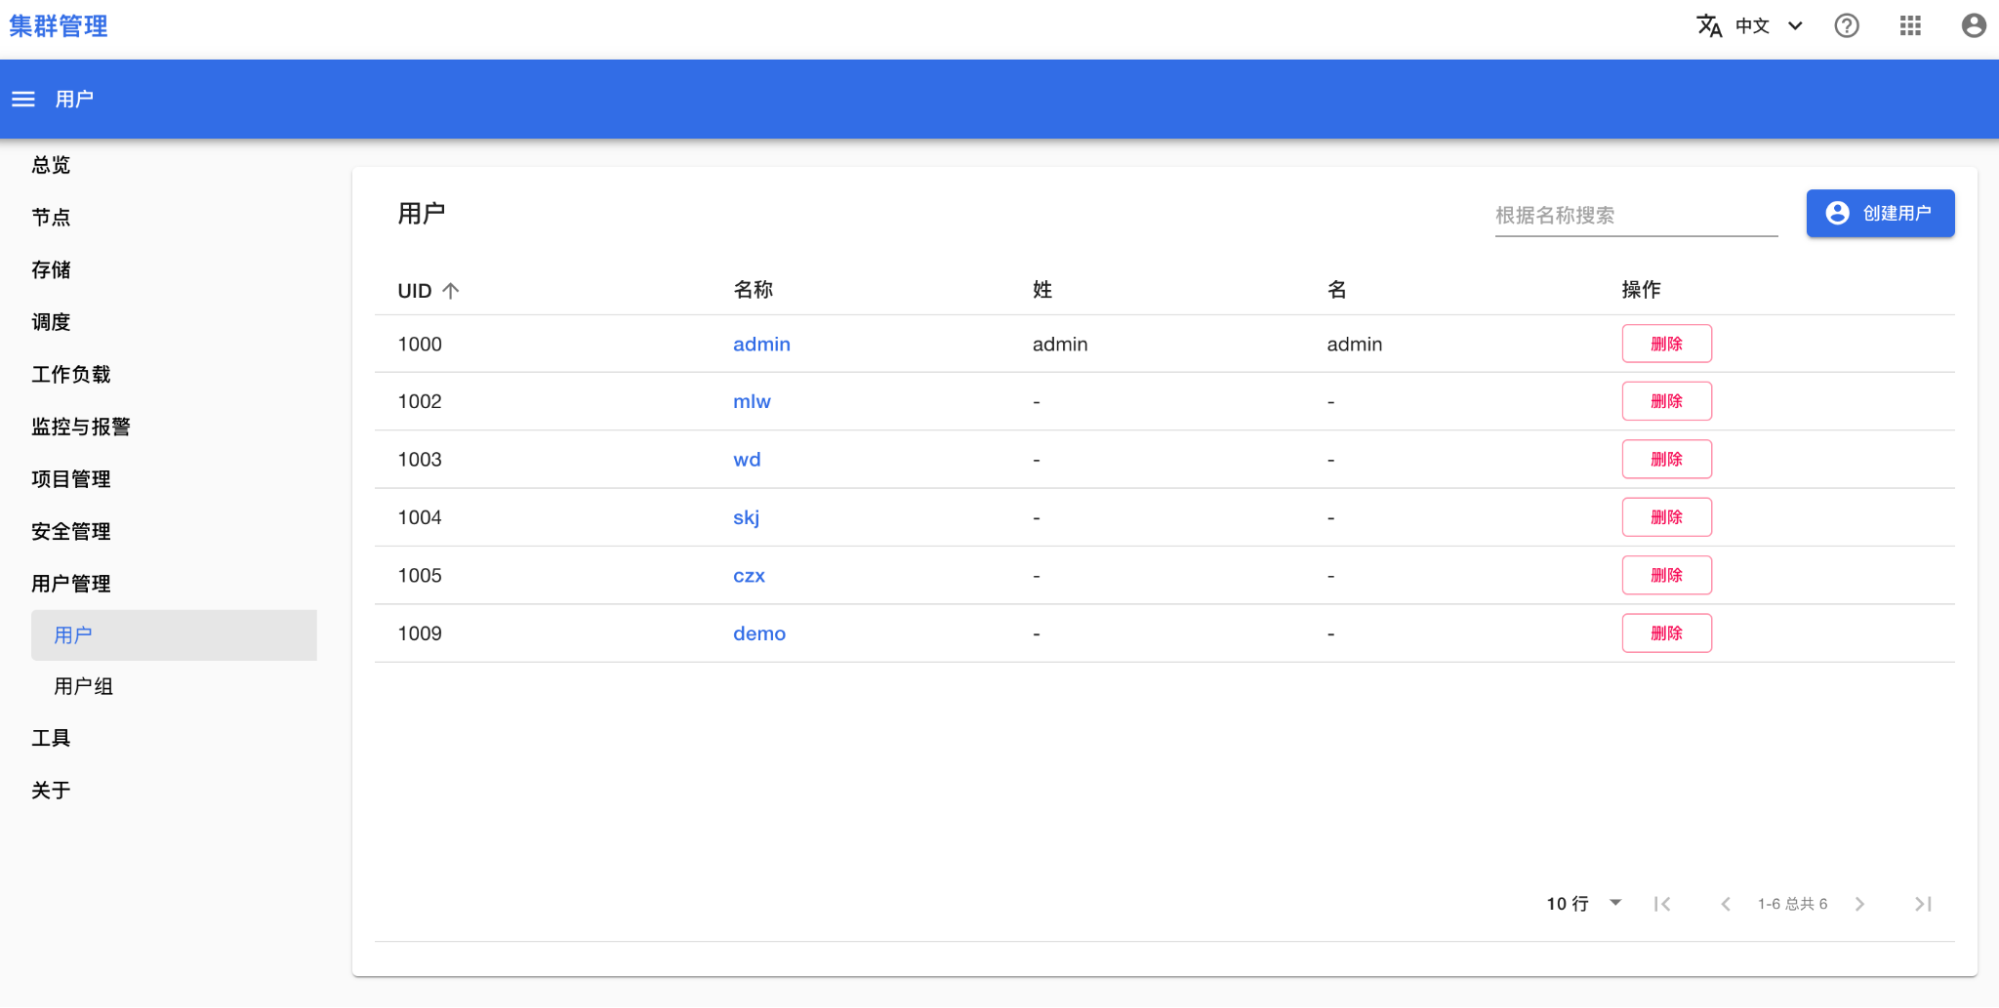 集群管理
中文
用户
总览
节点
存储
调度
工作负载
监控与报警
项目管理
安全管理
用户管理
用户
用户组
工具
关于
用户
根据名称搜索
创建用户
UID 名称 姓 名 操作
1000 admin admin admin 删除
1002 mlw - - 删除
1003 wd - - 删除
1004 skj - - 删除
1005 czx - - 删除
1009 demo - - 删除
10 行 1-6 总共 6